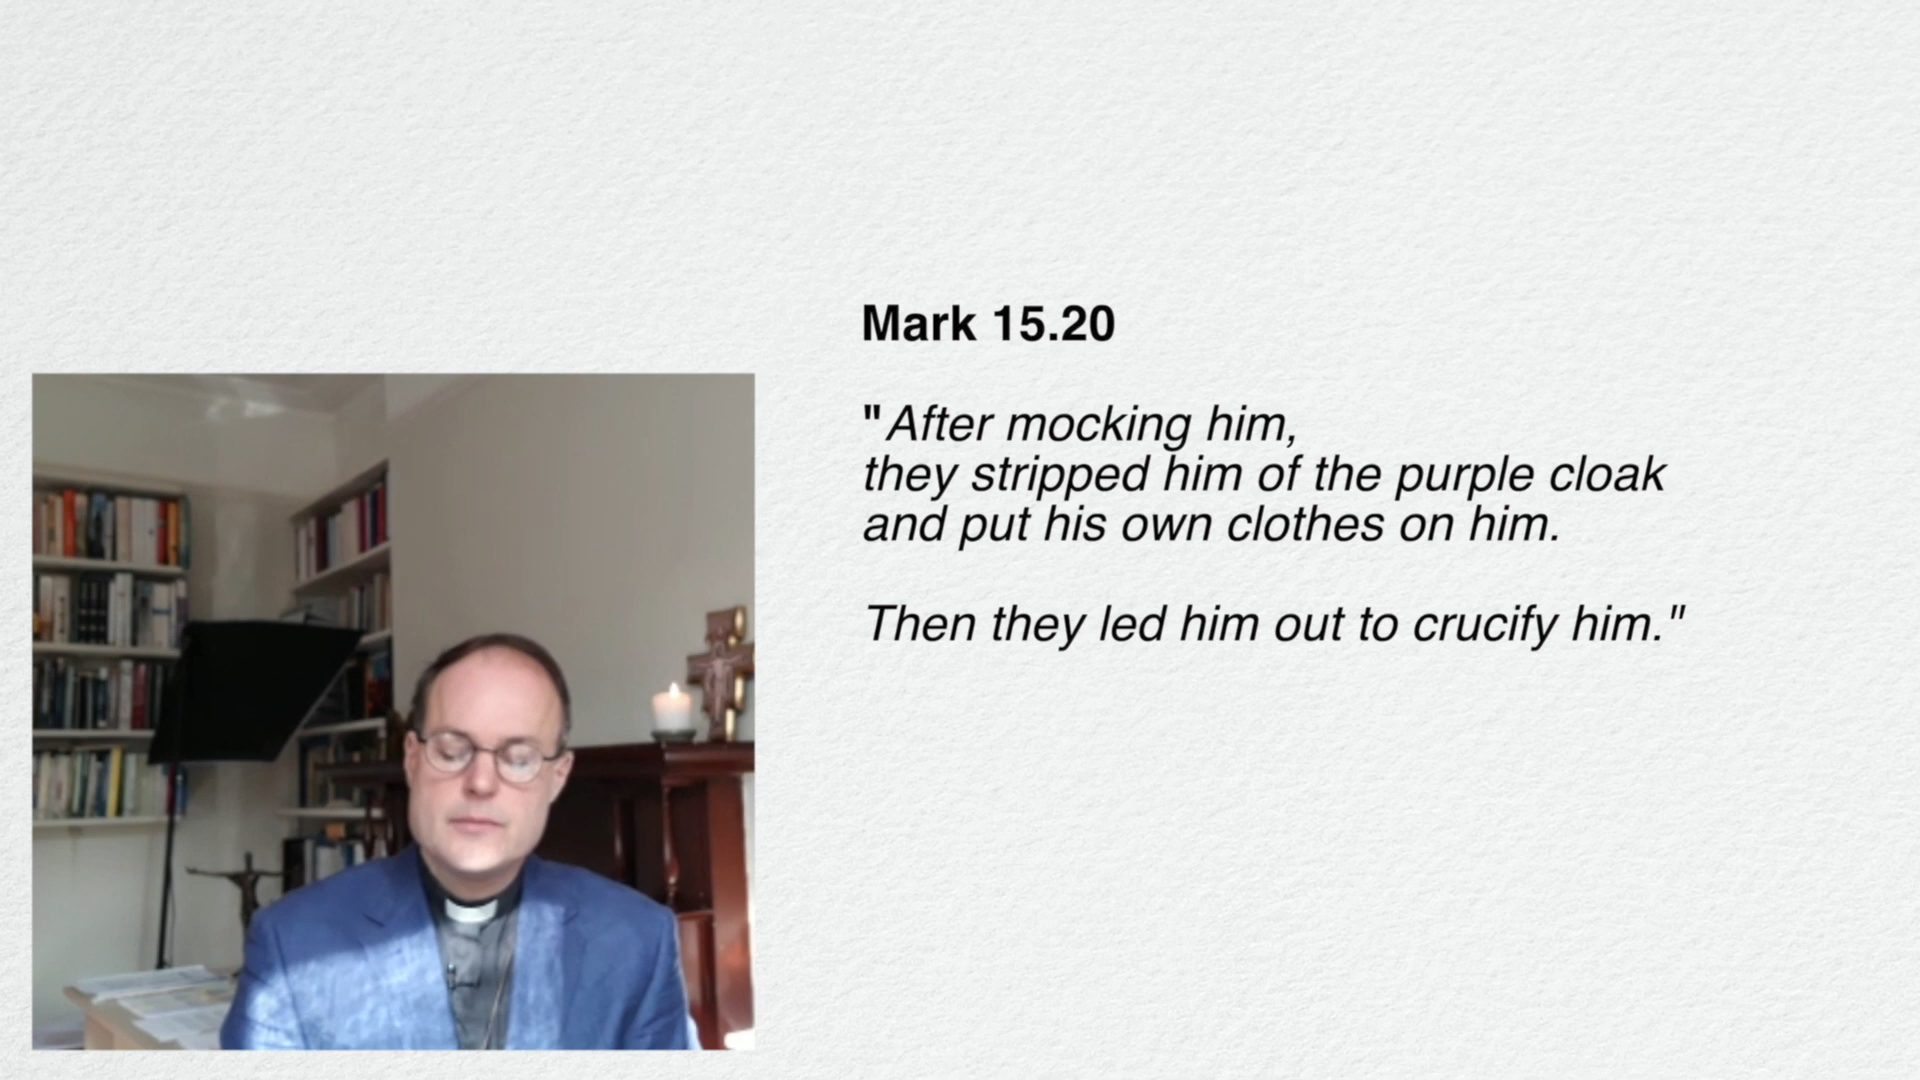 Mark 15.20
"After mocking him,
they stripped him of the purple cloak
and put his own clothes on him.
Then they led him out to crucify him."